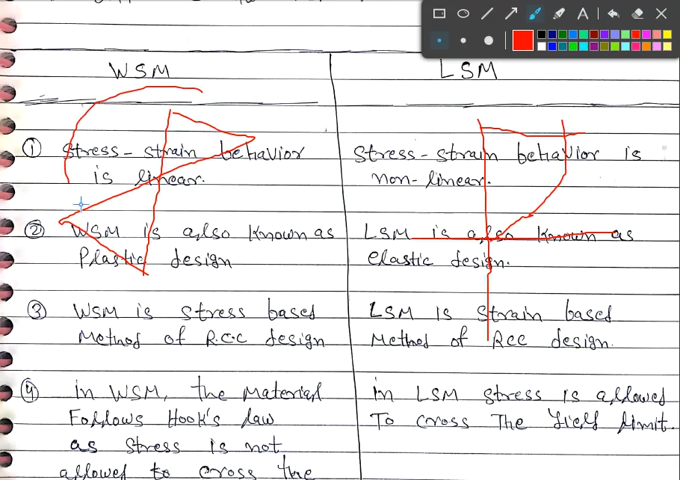 WSM
LSM
① Stress-strain behavior
is linear.
Stress-strain behavior is
non-linear.
② WSM is also known as
Plastic design
LSM is also known as
elastic design.
③ WSM is stress based
Method of R.C.C design
LSM is Strain based
Method of RCC design.
④ in WSM, the Material
Follows Hook's law
as stress is not
allowed to cross the
in LSM stress is allowed
To cross The Yield limit.